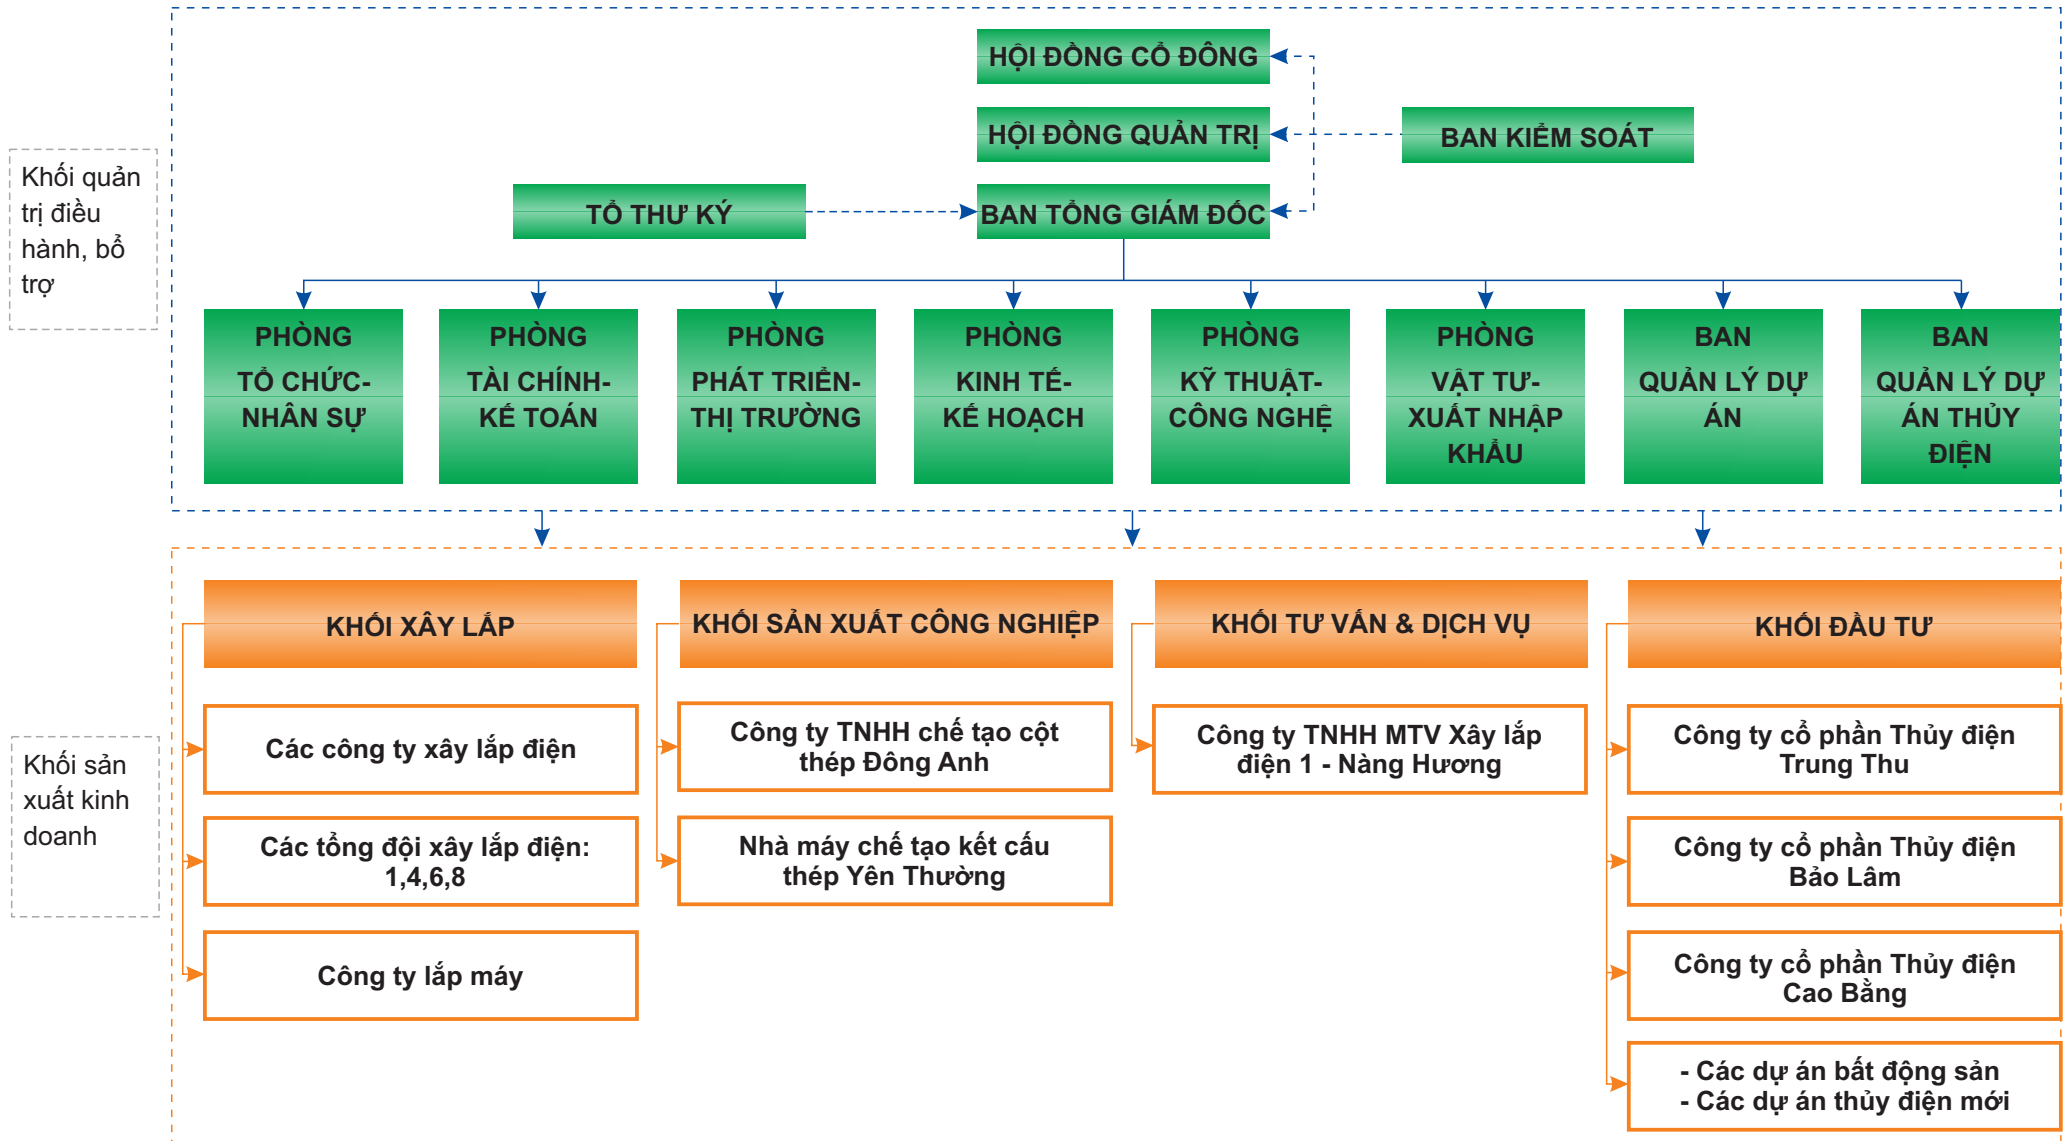 HỘI ĐỒNG CỔ ĐÔNG
HỘI ĐỒNG QUẢN TRỊ
BAN KIỂM SOÁT
Khối quản
trị điều
hành, bổ
trợ
TỔ THƯ KÝ
BAN TỔNG GIÁM ĐỐC
PHÒNG
TỔ CHỨC-
NHÂN SỰ
PHÒNG
TÀI CHÍNH-
KẾ TOÁN
PHÒNG
PHÁT TRIỂN-
THỊ TRƯỜNG
PHÒNG
KINH TẾ-
KẾ HOẠCH
PHÒNG
KỸ THUẬT-
CÔNG NGHỆ
PHÒNG
VẬT TƯ-
XUẤT NHẬP
KHẨU
BAN
QUẢN LÝ DỰ
ÁN
BAN
QUẢN LÝ DỰ
ÁN THỦY
ĐIỆN
Khối sản
xuất kinh
doanh
KHỐI XÂY LẮP
Các công ty xây lắp điện
Các tổng đội xây lắp điện:
1,4,6,8
Công ty lắp máy
KHỐI SẢN XUẤT CÔNG NGHIỆP
Công ty TNHH chế tạo cột
thép Đông Anh
Nhà máy chế tạo kết cấu
thép Yên Thường
KHỐI TƯ VẤN & DỊCH VỤ
Công ty TNHH MTV Xây lắp
điện 1 - Nàng Hương
KHỐI ĐẦU TƯ
Công ty cổ phần Thủy điện
Trung Thu
Công ty cổ phần Thủy điện
Bảo Lâm
Công ty cổ phần Thủy điện
Cao Bằng
- Các dự án bất động sản
- Các dự án thủy điện mới